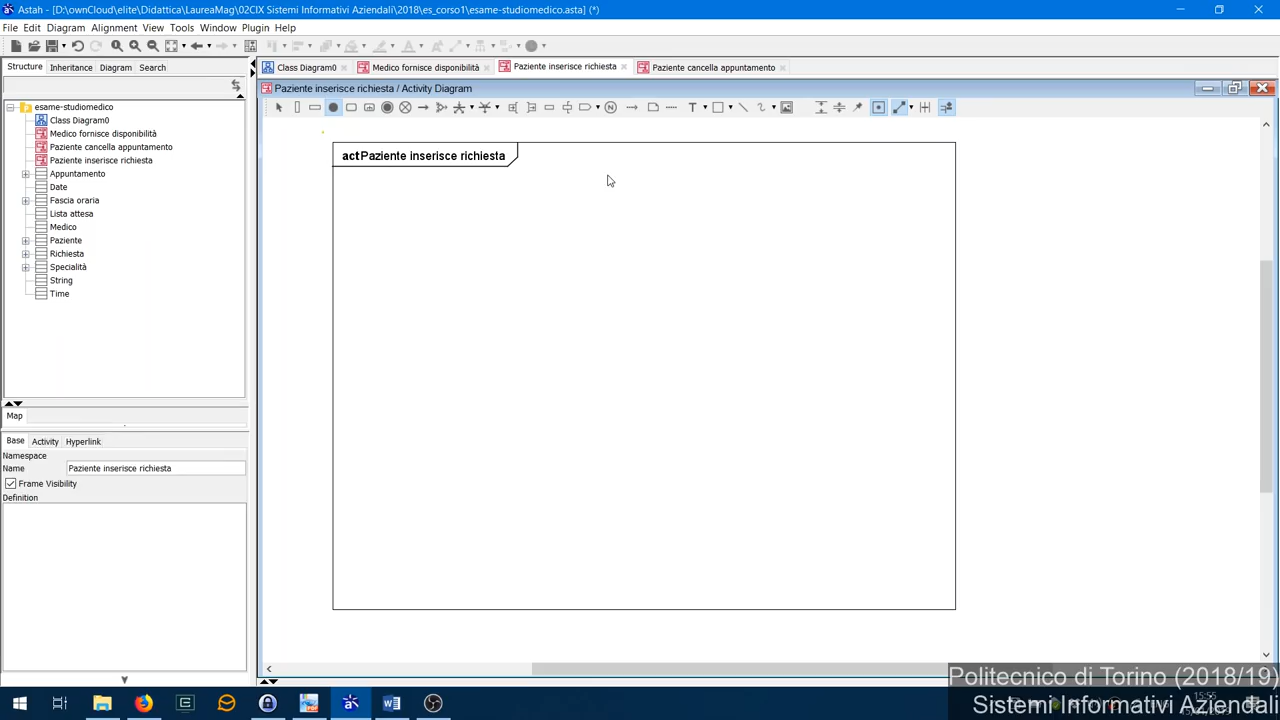 Astah - [D:\ownCloud\elite\Didattica\LaureaMag\02CIX Sistemi Informativi Aziendali\2018\es_corso1\esame-studiomedico.asta] (*)
File Edit Diagram Alignment View Tools Window Plugin Help
Structure Inheritance Diagram Search
Class Diagram0 Medico fornisce disponibilità Paziente inserisce richiesta Paziente cancella appuntamento
Paziente inserisce richiesta / Activity Diagram
esame-studiomedico
Class Diagram0
Medico fornisce disponibilità
Paziente cancella appuntamento
Paziente inserisce richiesta
Appuntamento
Date
Fascia oraria
Lista attesa
Medico
Paziente
Richiesta
Specialità
String
Time
act Paziente inserisce richiesta
Map
Base Activity Hyperlink
Namespace
Name Paziente inserisce richiesta
Frame Visibility
Definition
Politecnico di Torino (2018/19)
Sistemi Informativi Aziendali
15:55